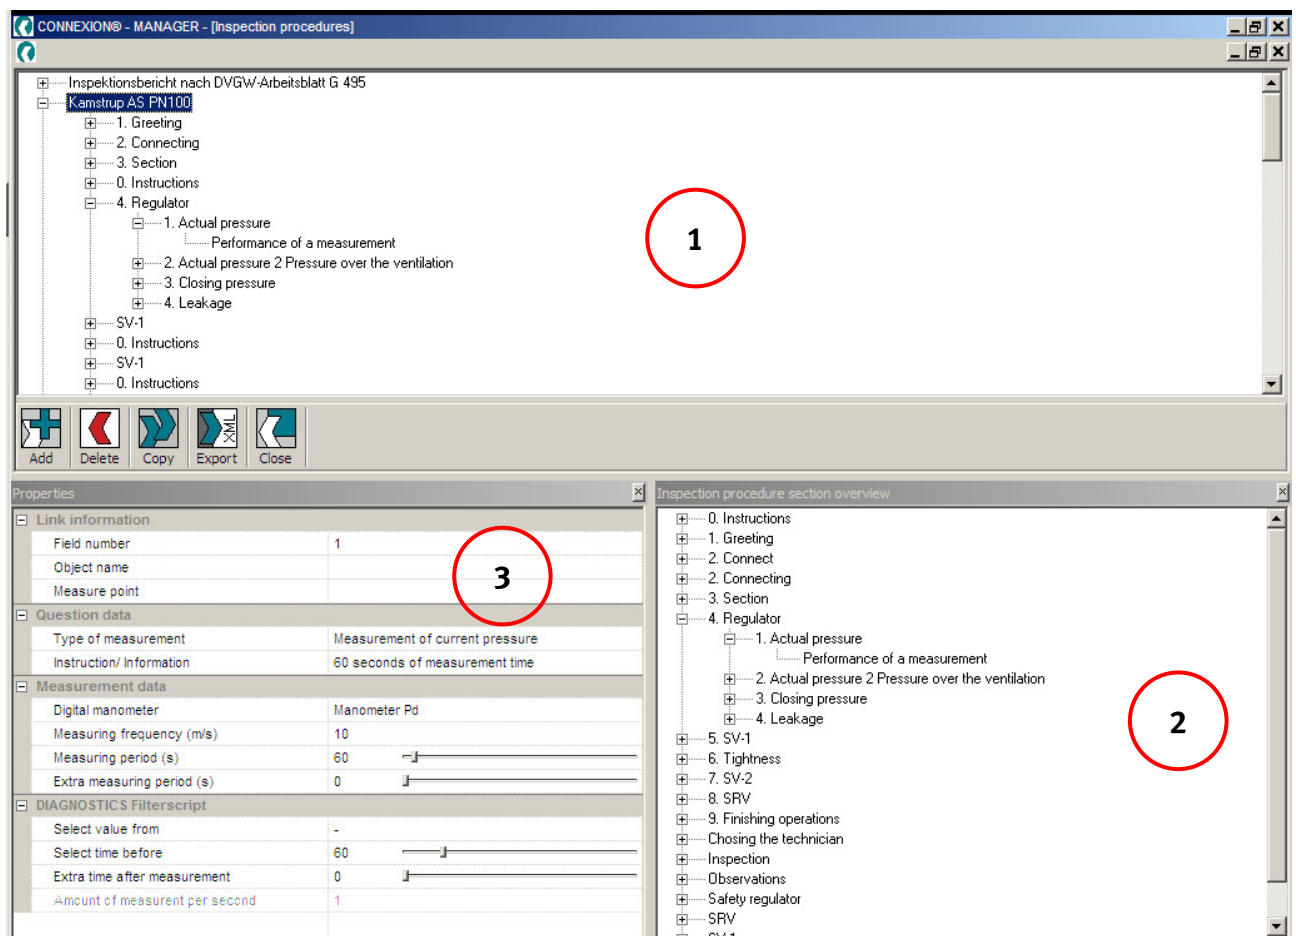 CONNEXION® - MANAGER - [Inspection procedures]
Inspektionsbericht nach DVGW-Arbeitsblatt G 495
Kamstrup AS PN100
1. Greeting
2. Connecting
3. Section
0. Instructions
4. Regulator
1. Actual pressure
Performance of a measurement
2. Actual pressure 2 Pressure over the ventilation
3. Closing pressure
4. Leakage
SV-1
0. Instructions
SV-1
0. Instructions
1
XML
Add Delete Copy Export Close
Properties
Link information
Field number 1
Object name
Measure point
Question data
Type of measurement Measurement of current pressure
Instruction/ Information 60 seconds of measurement time
Measurement data
Digital manometer Manometer Pd
Measuring frequency (m/s) 10
Measuring period (s) 60
Extra measuring period (s) 0
DIAGNOSTICS Filterscript
Select value from -
Select time before 60
Extra time after measurement 0
Amount of measurent per second 1
3
Inspection procedure section overview
0. Instructions
1. Greeting
2. Connect
2. Connecting
3. Section
4. Regulator
1. Actual pressure
Performance of a measurement
2. Actual pressure 2 Pressure over the ventilation
3. Closing pressure
4. Leakage
5. SV-1
6. Tightness
7. SV-2
8. SRV
9. Finishing operations
Chosing the technician
Inspection
Observations
Safety regulator
SRV
SV-1
2